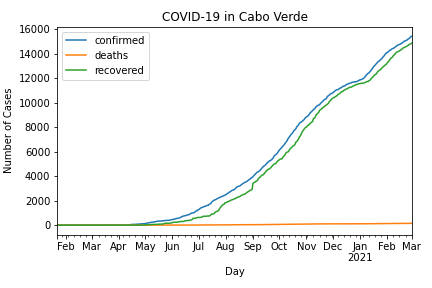 COVID-19 in Cabo Verde
confirmed
deaths
recovered
Number of Cases
16000
14000
12000
10000
8000
6000
4000
2000
0
Feb Mar Apr May Jun Jul Aug Sep Oct Nov Dec Jan Feb Mar
2021
Day